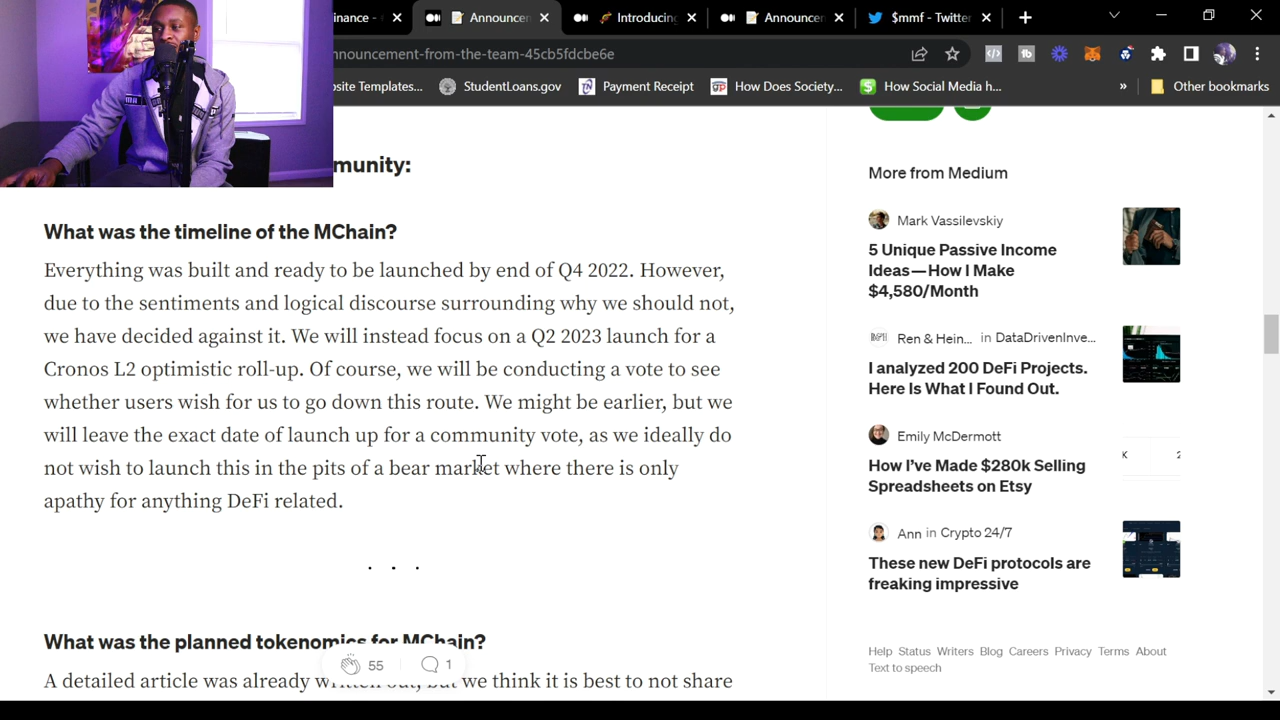 inance -
Announcer
Introducing
Announcer
$mmf - Twitter
nnouncement-from-the-team-45cb5fdcbe6e
site Templates...
StudentLoans.gov
Payment Receipt
How Does Society...
How Social Media h...
»
Other bookmarks
munity:
What was the timeline of the MChain?
Everything was built and ready to be launched by end of Q4 2022. However,
due to the sentiments and logical discourse surrounding why we should not,
we have decided against it. We will instead focus on a Q2 2023 launch for a
Cronos L2 optimistic roll-up. Of course, we will be conducting a vote to see
whether users wish for us to go down this route. We might be earlier, but we
will leave the exact date of launch up for a community vote, as we ideally do
not wish to launch this in the pits of a bear market where there is only
apathy for anything DeFi related.
. . .
What was the planned tokenomics for MChain?
A detailed article was already written out, but we think it is best to not share
55
1
More from Medium
Mark Vassilevskiy
5 Unique Passive Income
Ideas—How I Make
$4,580/Month
Ren & Hein... in DataDrivenInve...
I analyzed 200 DeFi Projects.
Here Is What I Found Out.
Emily McDermott
How I've Made $280k Selling
Spreadsheets on Etsy
Ann in Crypto 24/7
These new DeFi protocols are
freaking impressive
Help Status Writers Blog Careers Privacy Terms About
Text to speech